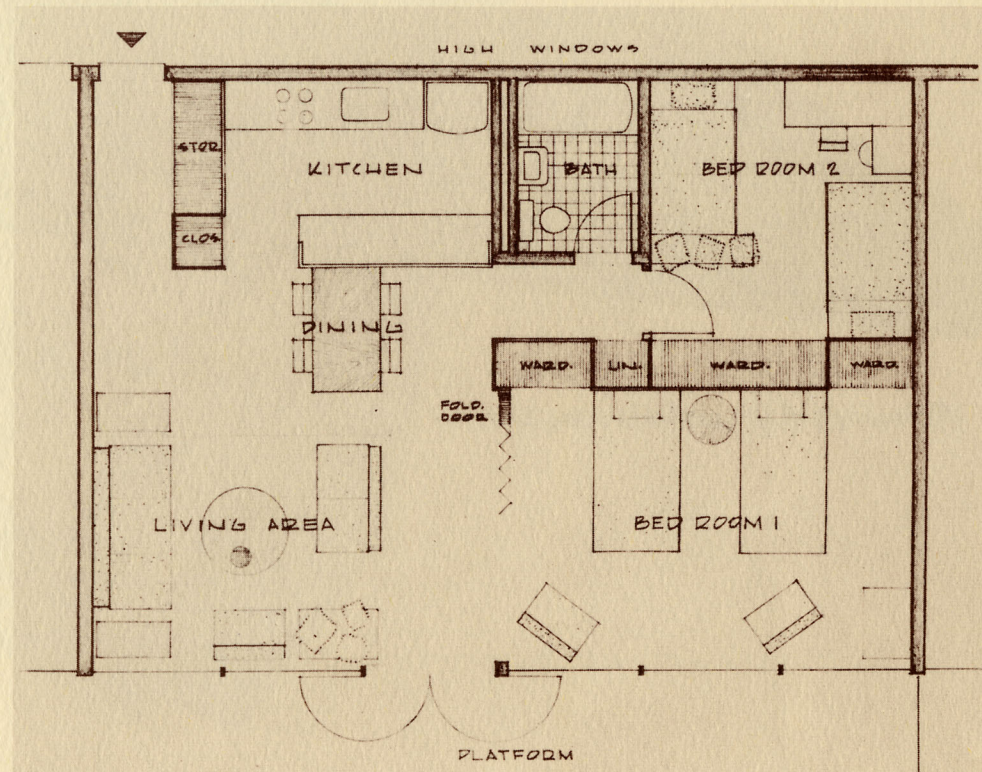 HIGH WINDOWS
STOR
KITCHEN
BATH
BED ROOM 2
CLOS
DINING
WARD.
LIN.
WARD.
WARD
FOLD.
DOOR
LIVING AREA
BED ROOM 1
PLATFORM